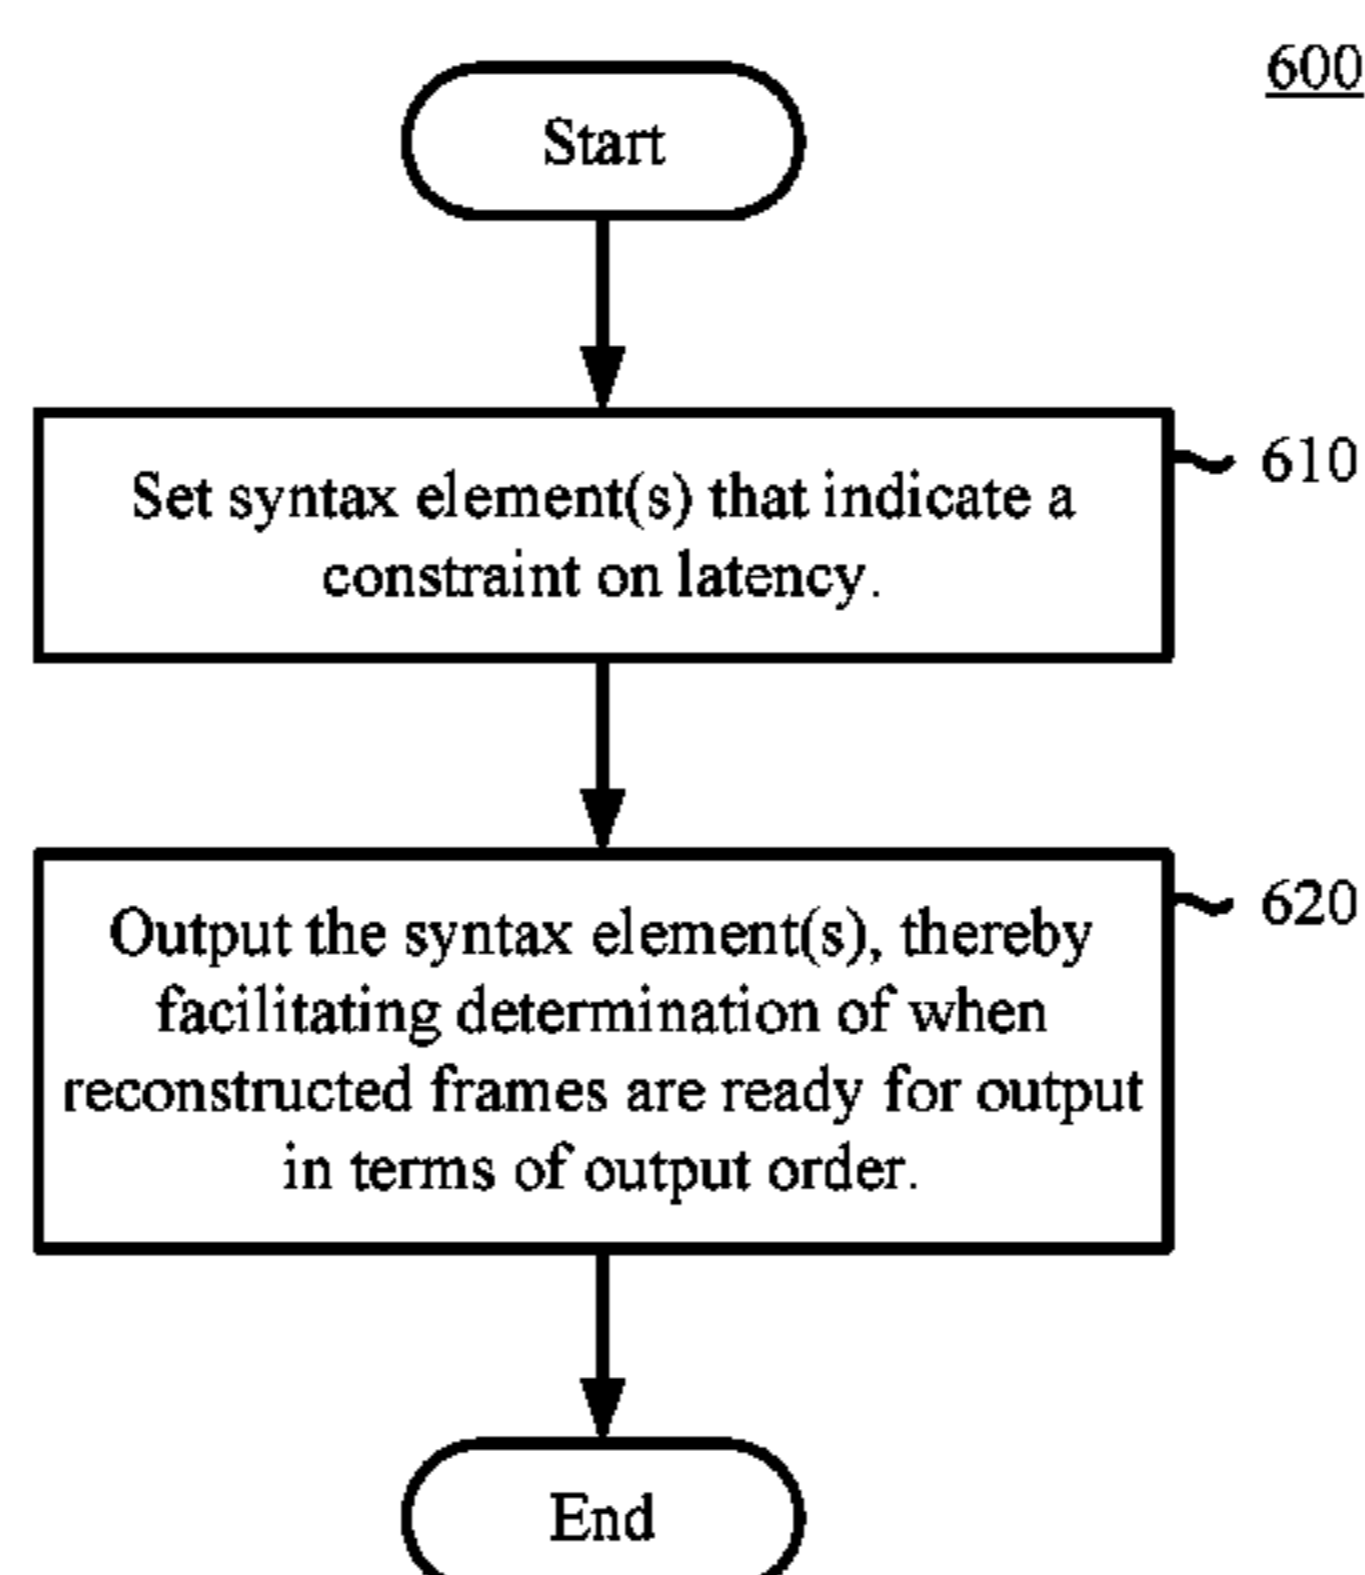 600
Start
Set syntax element(s) that indicate a
constraint on latency.
610
Output the syntax element(s), thereby
facilitating determination of when
reconstructed frames are ready for output
in terms of output order.
620
End